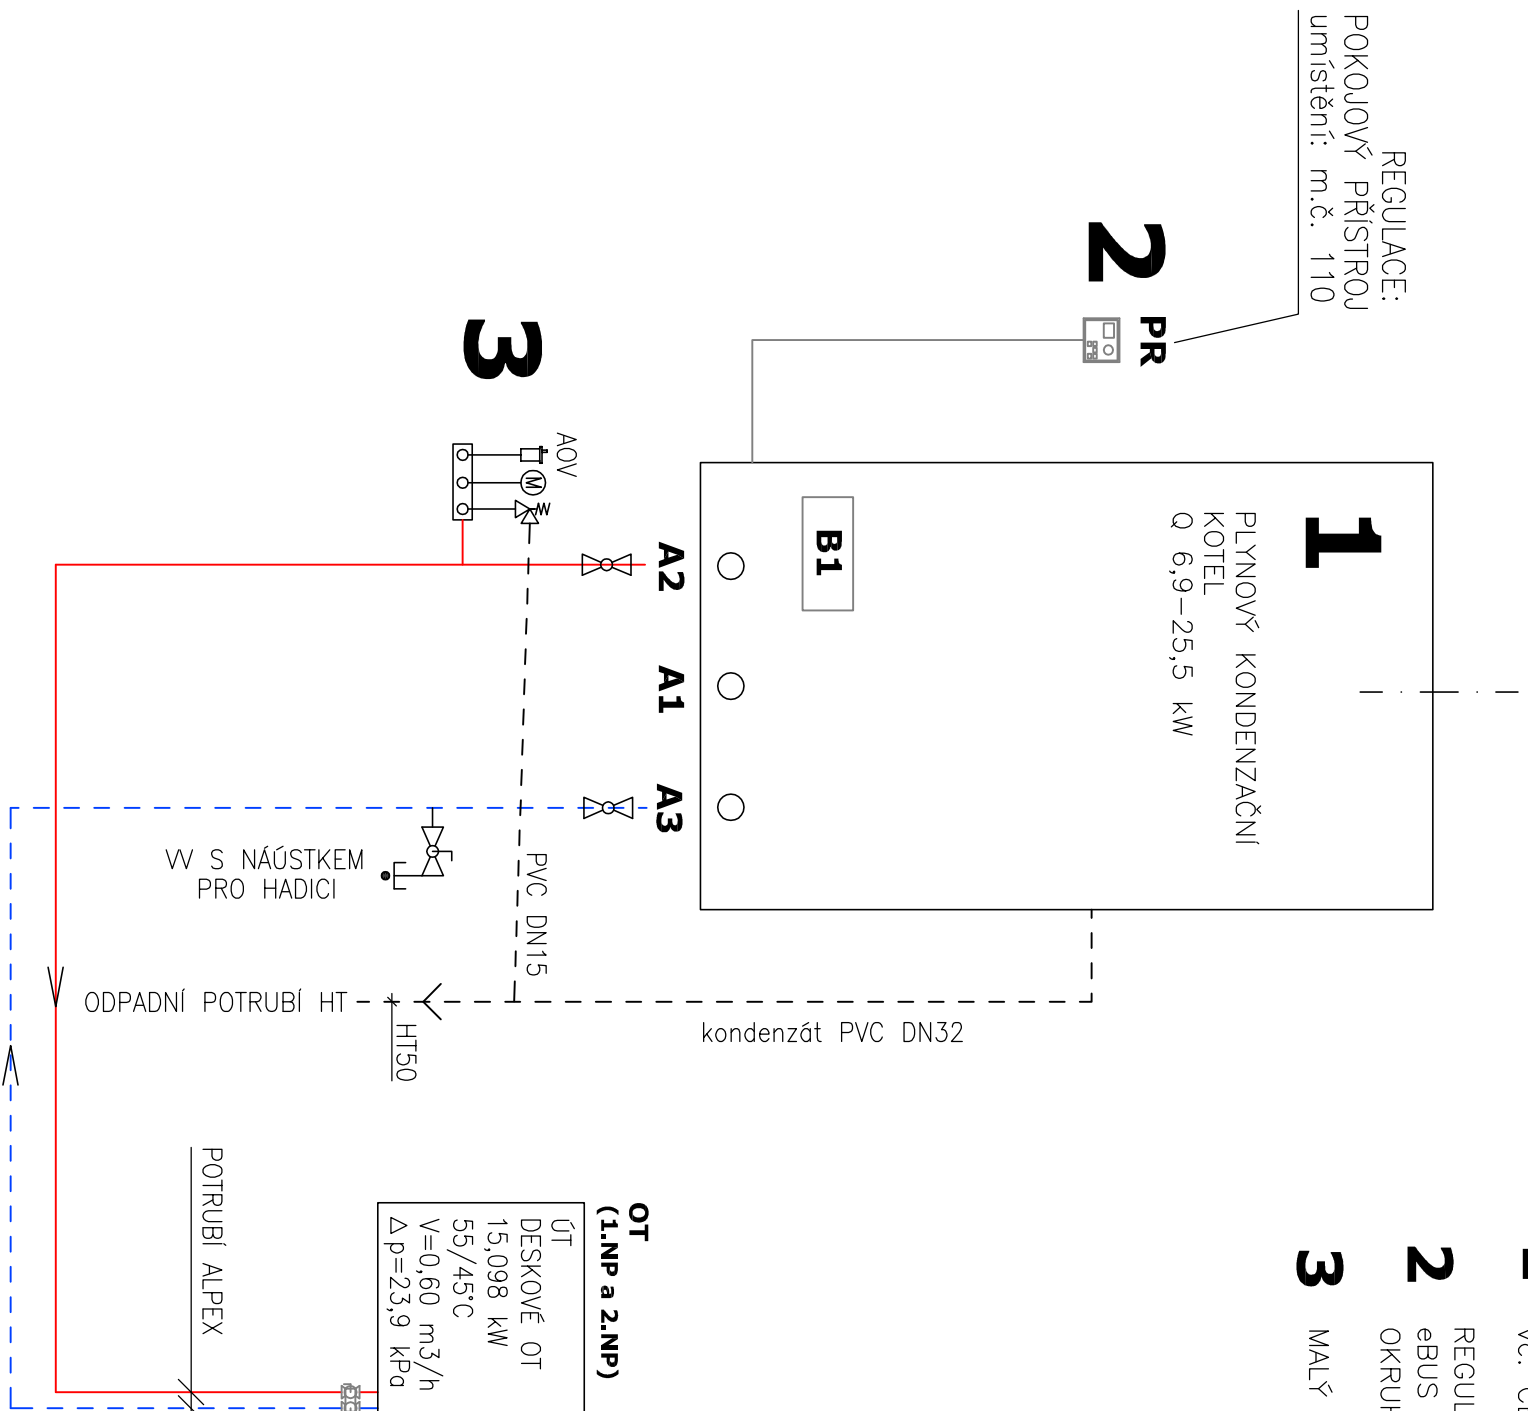 REGULACE:
POKOJOVÝ PŘÍSTROJ
umístění: m.č. 110
2
PR
3
AOV
M
1
PLYNOVÝ KONDENZAČNÍ
KOTEL
Q 6,9-25,5 kW
B1
A2
A1
A3
VV S NÁÚSTKEM
PRO HADICI
PVC DN15
ODPADNÍ POTRUBÍ HT
HT50
kondenzát PVC DN32
POTRUBÍ ALPEX
OT
(1.NP a 2.NP)
ÚT
DESKOVÉ OT
15,098 kW
55/45°C
V=0,60 m3/h
Δp=23,9 kPa
2
REGUL
eBUS
OKRUH
3
MALÝ